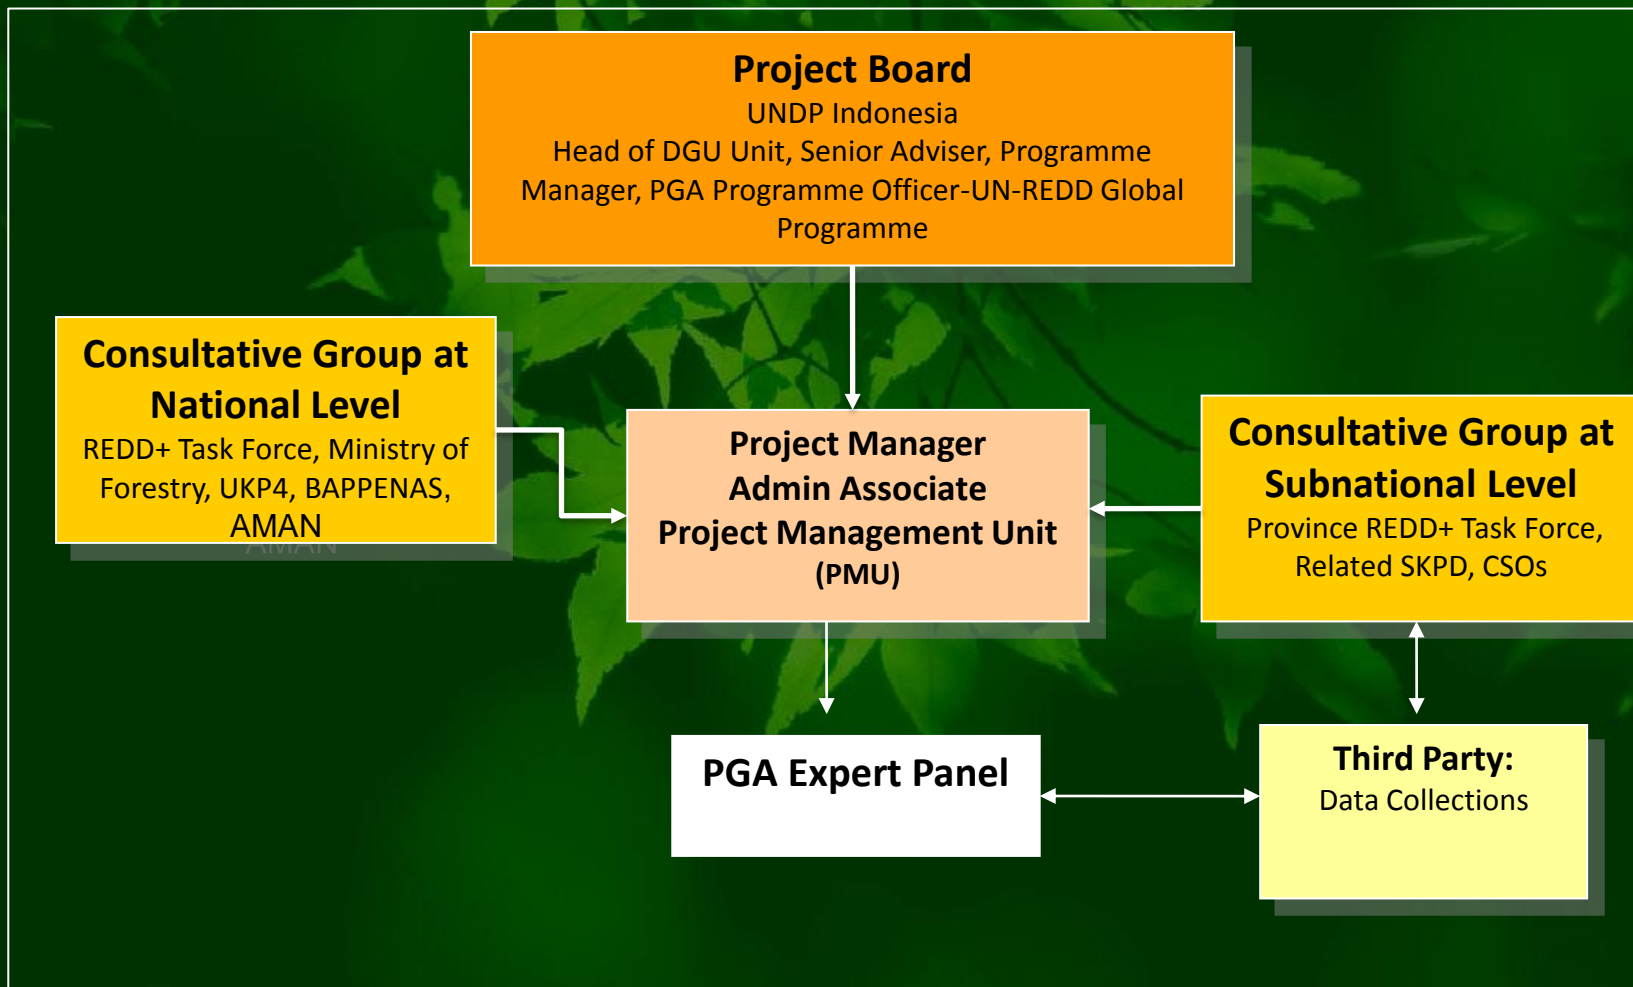 Project Board
UNDP Indonesia
Head of DGU Unit, Senior Adviser, Programme
Manager, PGA Programme Officer-UN-REDD Global
Programme
Consultative Group at
National Level
REDD+ Task Force, Ministry of
Forestry, UKP4, BAPPENAS,
AMAN
Project Manager
Admin Associate
Project Management Unit
(PMU)
Consultative Group at
Subnational Level
Province REDD+ Task Force,
Related SKPD, CSOs
PGA Expert Panel
Third Party:
Data Collections